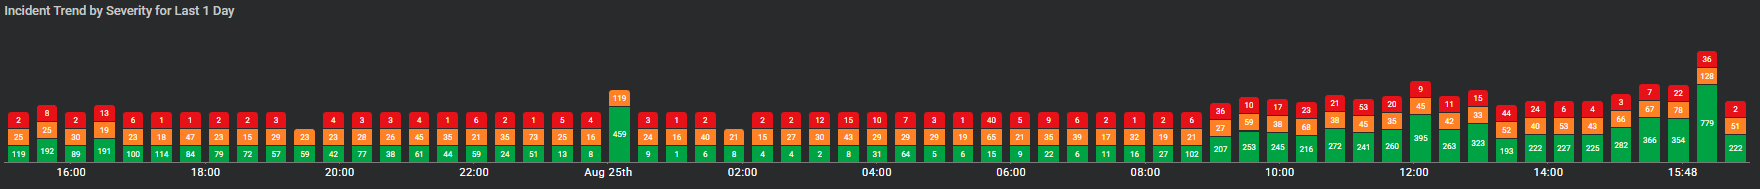 Incident Trend by Severity for Last 1 Day
2 8 2 13 6 1 1 2 2 3 4 3 3 4 1 6 2 1 5 4 3 1 2 2 2 12 15 10 7 3 1 40 5 9 6 2 1 2 6 36 10 17 23 21 53 20 9 11 15 44 24 6 4 3 7 22 36 2
25 25 30 19 23 18 47 23 15 29 23 23 28 26 45 35 21 35 73 25 16 119 24 16 40 21 15 27 30 43 29 29 29 19 65 21 35 39 17 32 19 21 27 59 38 68 38 45 35 45 42 33 52 40 53 43 66 67 78 128 51
119 192 89 191 100 114 84 79 72 57 59 42 77 38 61 44 59 24 51 13 8 459 9 1 6 8 4 4 2 8 31 64 5 6 15 9 22 6 11 16 27 102 207 253 245 216 272 241 260 395 263 323 193 222 227 225 282 366 354 779 222
16:00 18:00 20:00 22:00 Aug 25th 02:00 04:00 06:00 08:00 10:00 12:00 14:00 15:48